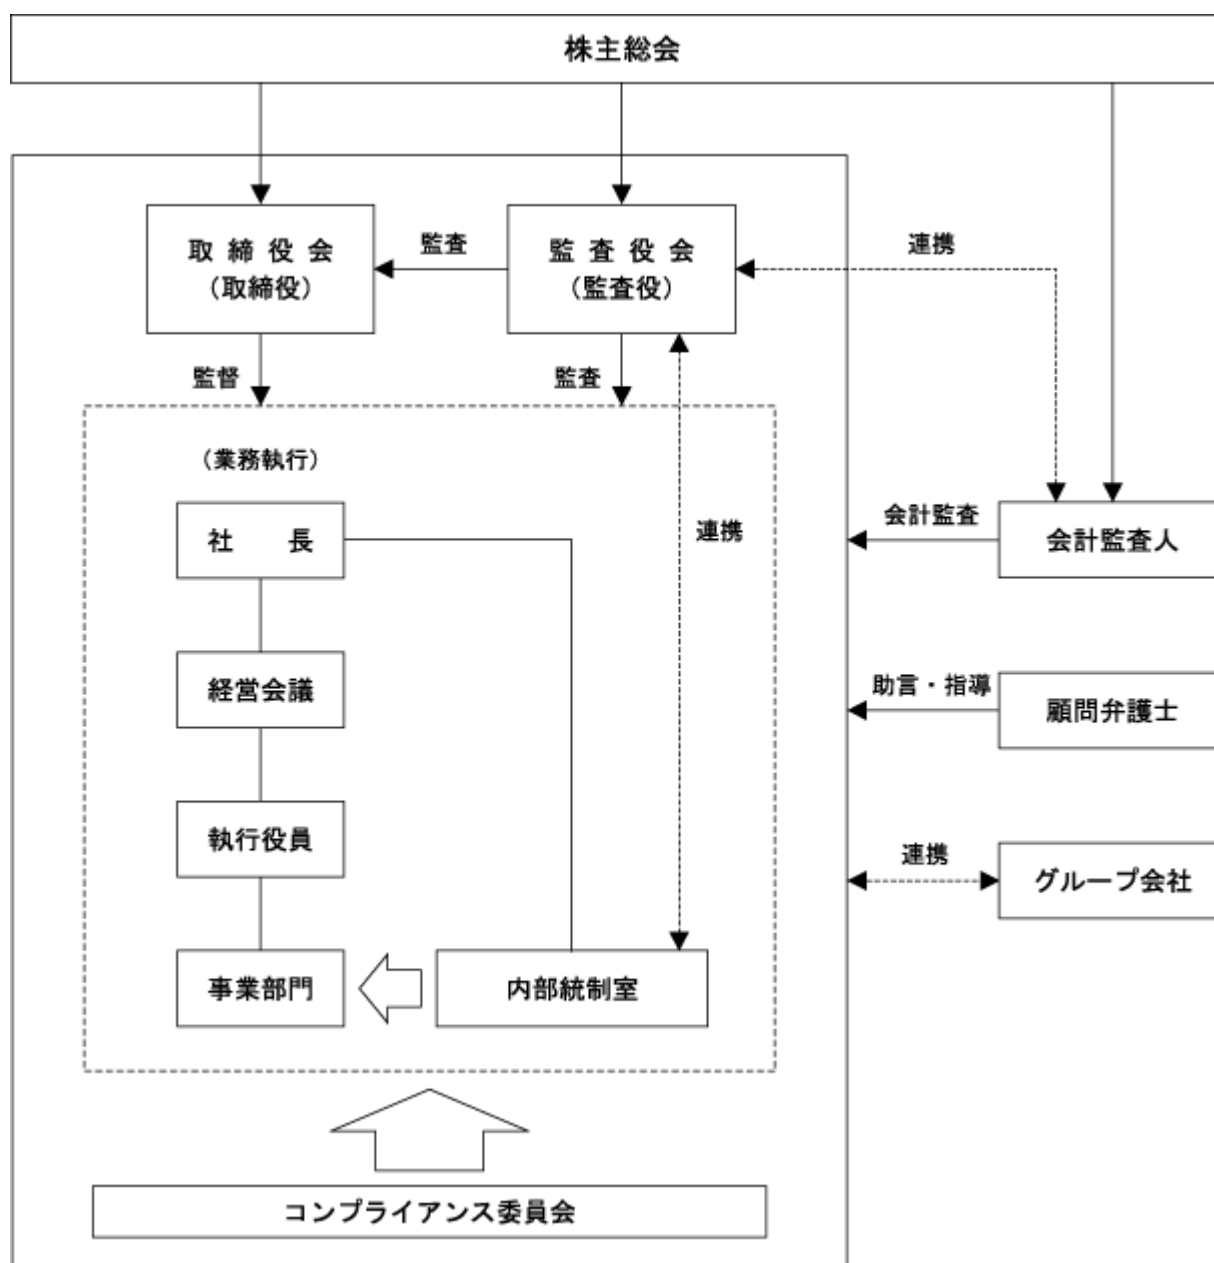 株主総会
取締役会
(取締役)
監査
監査役会
(監査役)
連携
監督
監査
(業務執行)
社 長
連携
会計監査
会計監査人
経営会議
助言・指導
顧問弁護士
執行役員
連携
グループ会社
事業部門
内部統制室
コンプライアンス委員会